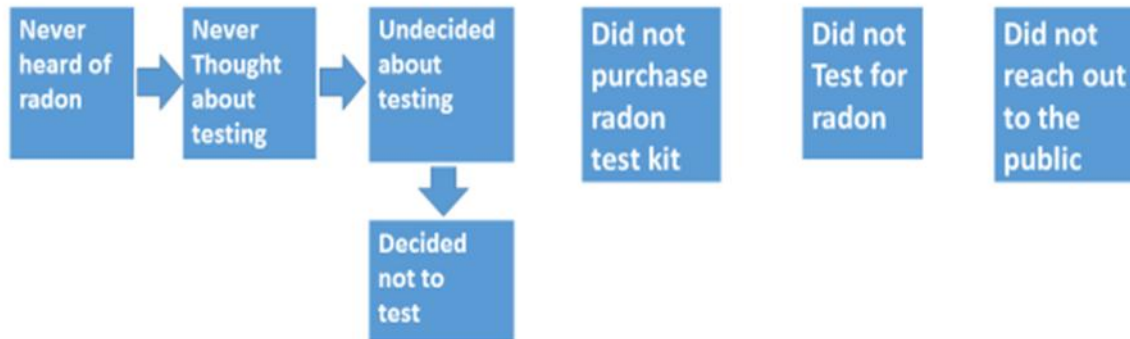 Never
heard of
radon
Never
Thought
about
testing
Undecided
about
testing
Did not
purchase
radon
test kit
Did not
Test for
radon
Did not
reach out
to the
public
Decided
not to
test